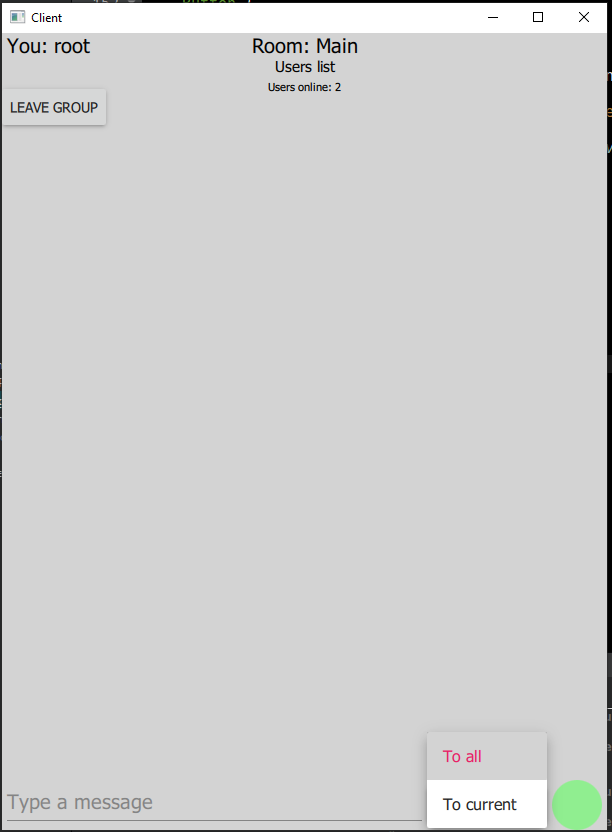 Client
You: root
Room: Main
Users list
Users online: 2
LEAVE GROUP
To all
Type a message
To current